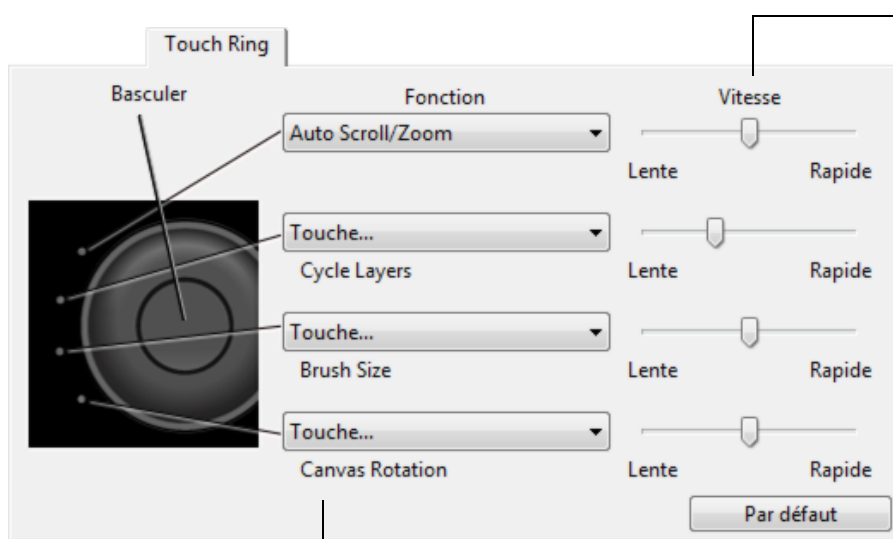 Touch Ring
Basculer Fonction Vitesse
Auto Scroll/Zoom
Lente Rapide
Touche...
Cycle Layers Lente Rapide
Touche...
Brush Size Lente Rapide
Touche...
Canvas Rotation Lente Rapide
Par défaut